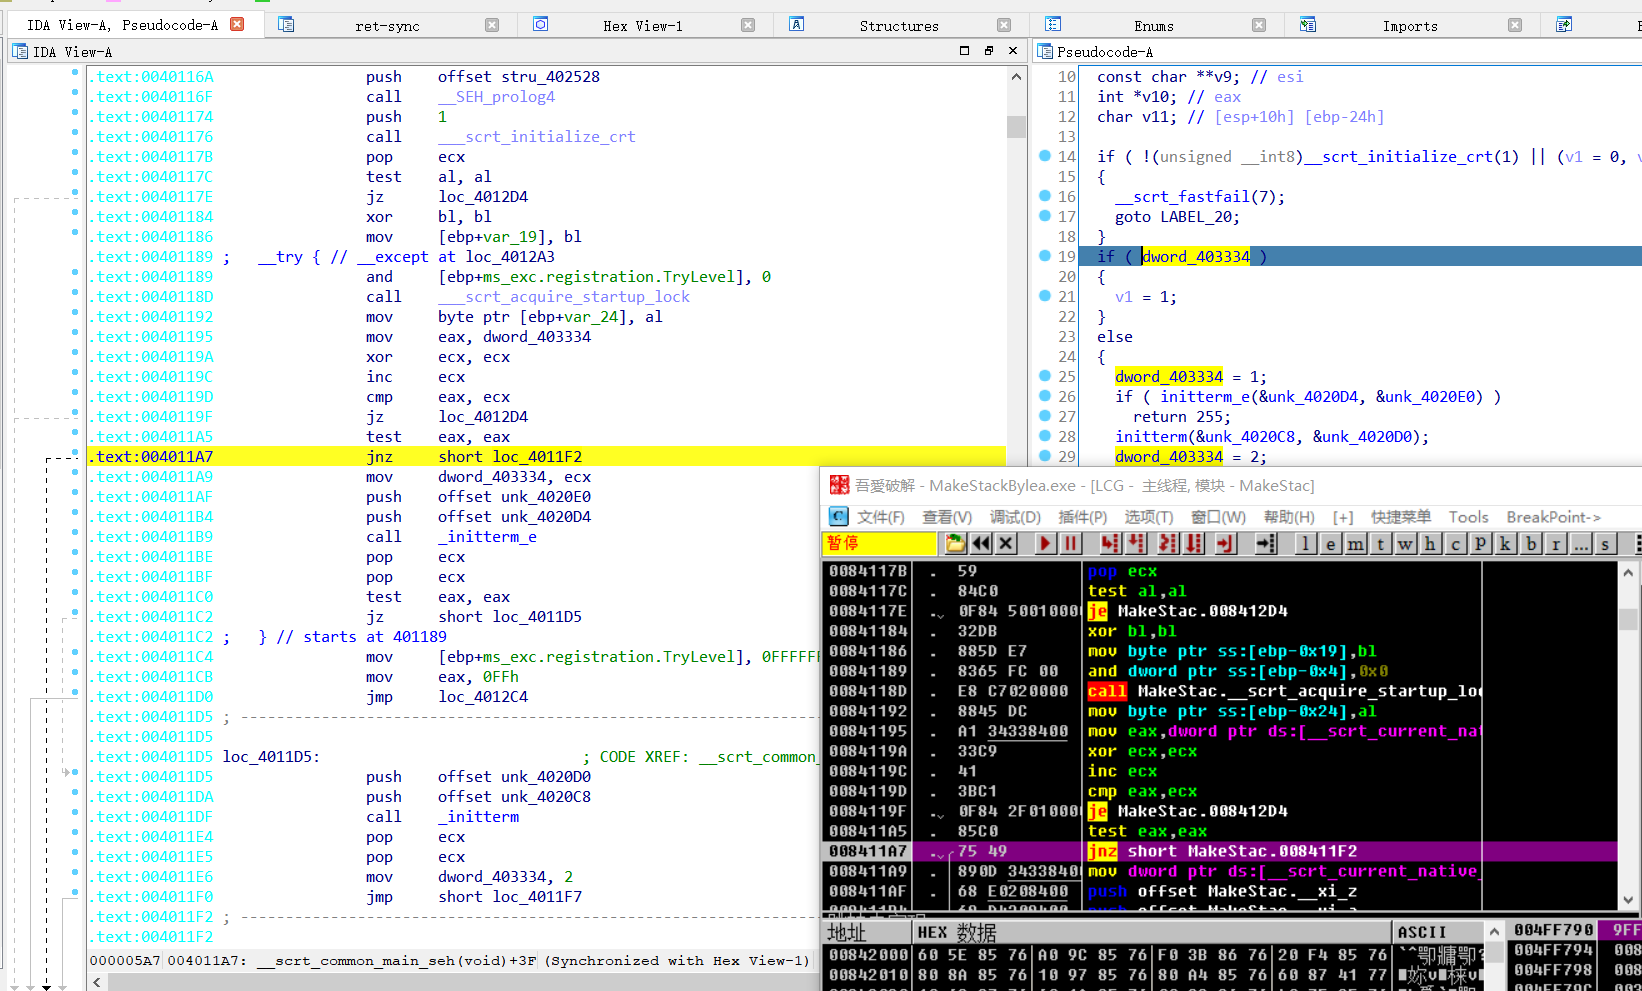 IDA View-A, Pseudocode-A
ret-sync
Hex View-1
Structures
Enums
Imports
IDA View-A
.text:0040116A push offset stru_402528
.text:0040116F call __SEH_prolog4
.text:00401174 push 1
.text:00401176 call ___scrt_initialize_crt
.text:0040117B pop ecx
.text:0040117C test al, al
.text:0040117E jz loc_4012D4
.text:00401184 xor bl, bl
.text:00401186 mov [ebp+var_19], bl
.text:00401189 ; __try { // __except at loc_4012A3
.text:00401189 and [ebp+ms_exc.registration.TryLevel], 0
.text:0040118D call ___scrt_acquire_startup_lock
.text:00401192 mov byte ptr [ebp+var_24], al
.text:00401195 mov eax, dword_403334
.text:0040119A xor ecx, ecx
.text:0040119C inc ecx
.text:0040119D cmp eax, ecx
.text:0040119F jz loc_4012D4
.text:004011A5 test eax, eax
.text:004011A7 jnz short loc_4011F2
.text:004011A9 mov dword_403334, ecx
.text:004011AF push offset unk_4020E0
.text:004011B4 push offset unk_4020D4
.text:004011B9 call _initterm_e
.text:004011BE pop ecx
.text:004011BF pop ecx
.text:004011C0 test eax, eax
.text:004011C2 jz short loc_4011D5
.text:004011C2 ; } // starts at 401189
.text:004011C4 mov [ebp+ms_exc.registration.TryLevel], 0FFFFFF
.text:004011CB mov eax, 0FFh
.text:004011D0 jmp loc_4012C4
.text:004011D5 ; ---------------------------------------------------------------
.text:004011D5
.text:004011D5 loc_4011D5: ; CODE XREF: __scrt_common_
.text:004011D5 push offset unk_4020D0
.text:004011DA push offset unk_4020C8
.text:004011DF call _initterm
.text:004011E4 pop ecx
.text:004011E5 pop ecx
.text:004011E6 mov dword_403334, 2
.text:004011F0 jmp short loc_4011F7
.text:004011F2 ; ---------------------------------------------------------------
.text:004011F2
000005A7 004011A7: __scrt_common_main_seh(void)+3F (Synchronized with Hex View-1)
Pseudocode-A
10 const char **v9; // esi
11 int *v10; // eax
12 char v11; // [esp+10h] [ebp-24h]
13
14 if ( !(unsigned __int8)__scrt_initialize_crt(1) || (v1 = 0, v
15 {
16 __scrt_fastfail(7);
17 goto LABEL_20;
18 }
19 if ( dword_403334 )
20 {
21 v1 = 1;
22 }
23 else
24 {
25 dword_403334 = 1;
26 if ( initterm_e(&unk_4020D4, &unk_4020E0) )
27 return 255;
28 initterm(&unk_4020C8, &unk_4020D0);
29 dword_403334 = 2;
吾愛破解 - MakeStackBylea.exe - [LCG - 主线程, 模块 - MakeStac]
C 文件(F) 查看(V) 调试(D) 插件(P) 选项(T) 窗口(W) 帮助(H) [+] 快捷菜单 Tools BreakPoint->
暂停 l e m t w h c P k b r ... s
0084117B . 59 pop ecx
0084117C . 84C0 test al,al
0084117E . 0F84 5001000 je MakeStac.008412D4
00841184 . 32DB xor bl,bl
00841186 . 885D E7 mov byte ptr ss:[ebp-0x19],bl
00841189 . 8365 FC 00 and dword ptr ss:[ebp-0x4],0x0
0084118D . E8 C7020000 call MakeStac.__scrt_acquire_startup_loc
00841192 . 8845 DC mov byte ptr ss:[ebp-0x24],al
00841195 . A1 34338400 mov eax,dword ptr ds:[__scrt_current_nat
0084119A . 33C9 xor ecx,ecx
0084119C . 41 inc ecx
0084119D . 3BC1 cmp eax,ecx
0084119F . 0F84 2F01000 je MakeStac.008412D4
008411A5 . 85C0 test eax,eax
008411A7 . 75 49 jnz short MakeStac.008411F2
008411A9 . 890D 3433840 mov dword ptr ds:[__scrt_current_native_
008411AF . 68 E0208400 push offset MakeStac.__xi_z
地址 HEX 数据 ASCII
00842000 60 5E 85 76 A0 9C 85 76 F0 3B 86 76 20 F4 85 76
00842010 80 8A 85 76 10 97 85 76 80 A4 85 76 60 87 41 77
004FF790 9FF
004FF794 008
004FF798 008